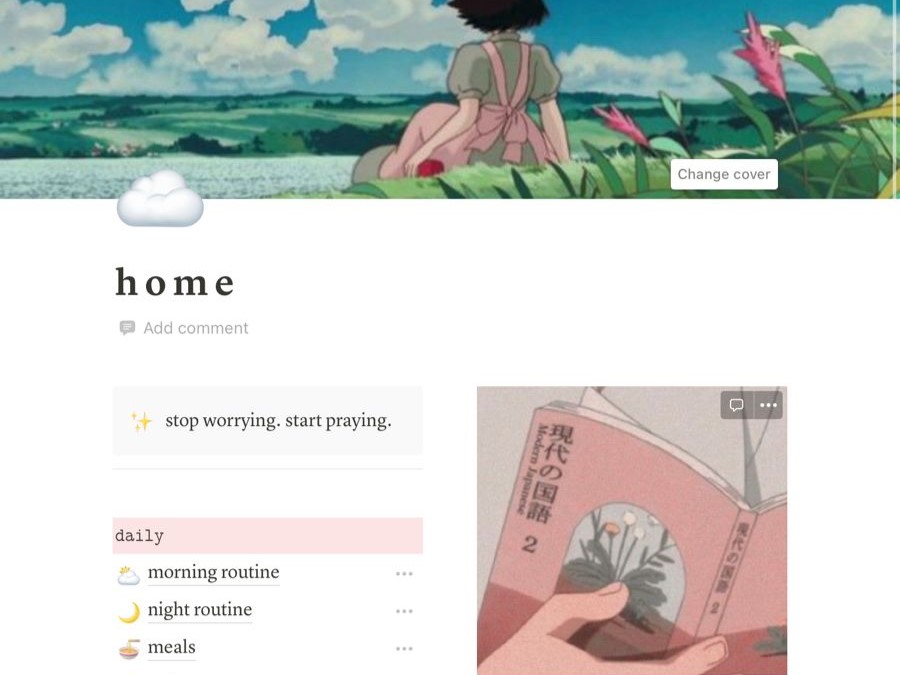 Change cover
home
Add comment
✨ stop worrying. start praying.
daily
morning routine
night routine
meals
現代の国語 2
Modern Japanese
現代の国語 2